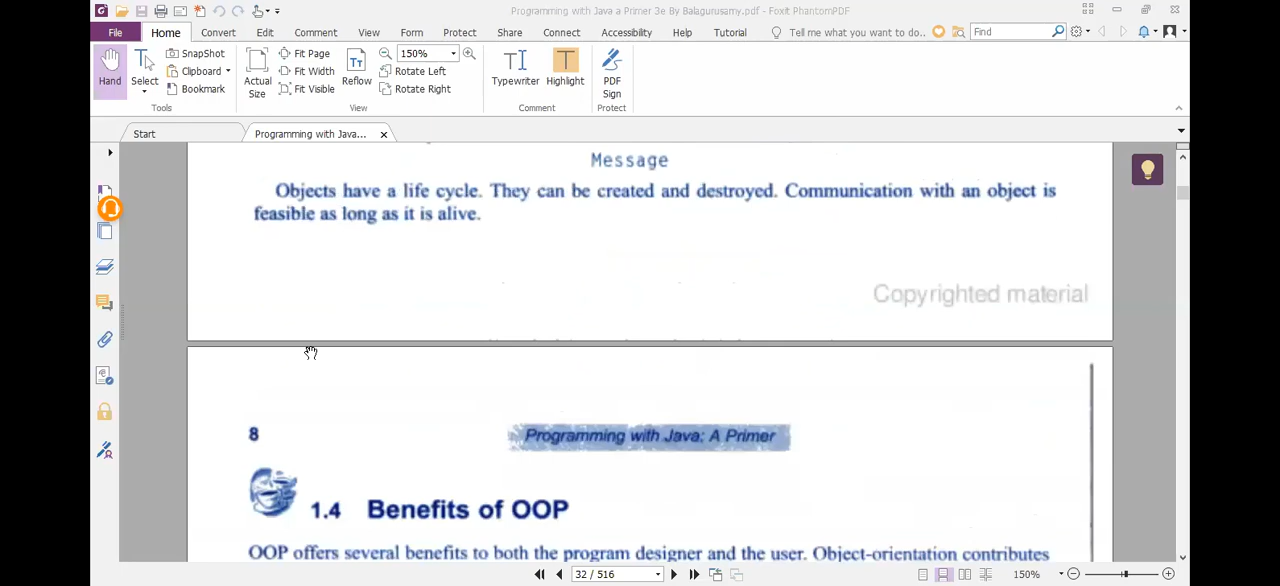 Programming with Java a Primer 3e By Balagurusamy.pdf - Foxit PhantomPDF
File Home Convert Edit Comment View Form Protect Share Connect Accessibility Help Tutorial Tell me what you want to do.. Find
Hand
Select
SnapShot
Clipboard
Bookmark
Tools
Actual
Size
Fit Page
Fit Width
Fit Visible
Reflow
150%
Rotate Left
Rotate Right
View
Typewriter
Highlight
Comment
PDF
Sign
Protect
Start
Programming with Java...
Message
Objects have a life cycle. They can be created and destroyed. Communication with an object is
feasible as long as it is alive.
Copyrighted material
8
Programming with Java; A Primer
1.4 Benefits of OOP
OOP offers several benefits to both the program designer and the user. Object-orientation contributes
32 / 516
150%